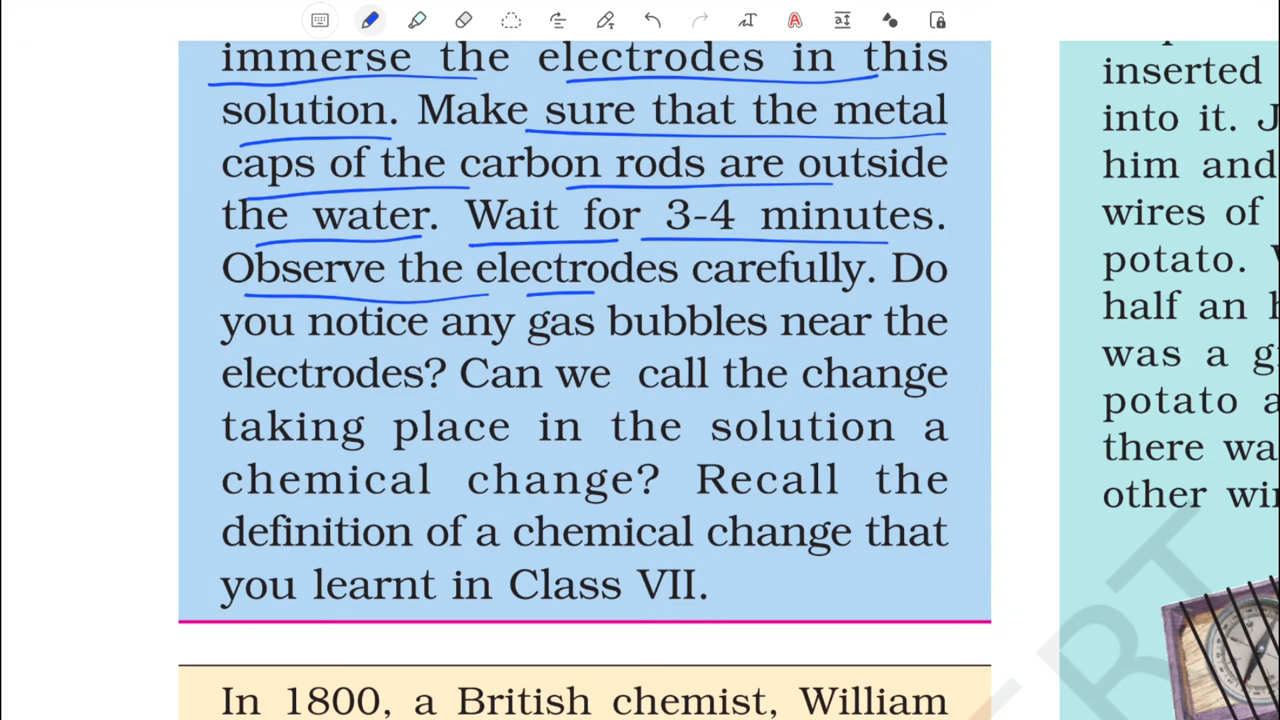 immerse the electrodes in this
solution. Make sure that the metal
caps of the carbon rods are outside
the water. Wait for 3-4 minutes.
Observe the electrodes carefully. Do
you notice any gas bubbles near the
electrodes? Can we call the change
taking place in the solution a
chemical change? Recall the
definition of a chemical change that
you learnt in Class VII.
In 1800, a British chemist, William
inserted
into it. J
him and
wires of
potato.
half an h
was a g
potato a
there wa
other wi